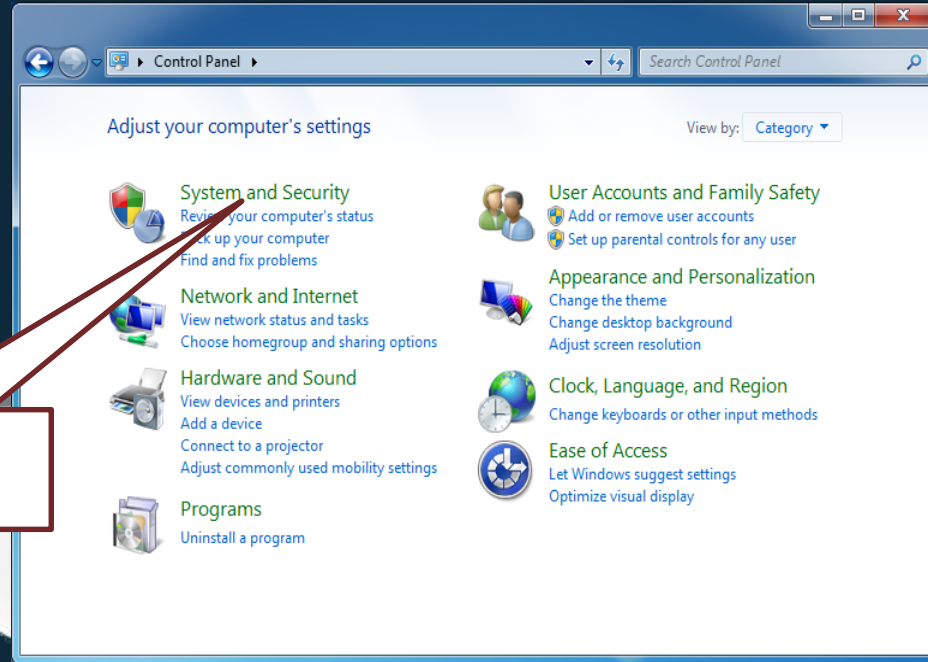 Control Panel
Search Control Panel
Adjust your computer's settings
View by: Category
System and Security
Review your computer's status
Back up your computer
Find and fix problems
Network and Internet
View network status and tasks
Choose homegroup and sharing options
Hardware and Sound
View devices and printers
Add a device
Connect to a projector
Adjust commonly used mobility settings
Programs
Uninstall a program
User Accounts and Family Safety
Add or remove user accounts
Set up parental controls for any user
Appearance and Personalization
Change the theme
Change desktop background
Adjust screen resolution
Clock, Language, and Region
Change keyboards or other input methods
Ease of Access
Let Windows suggest settings
Optimize visual display